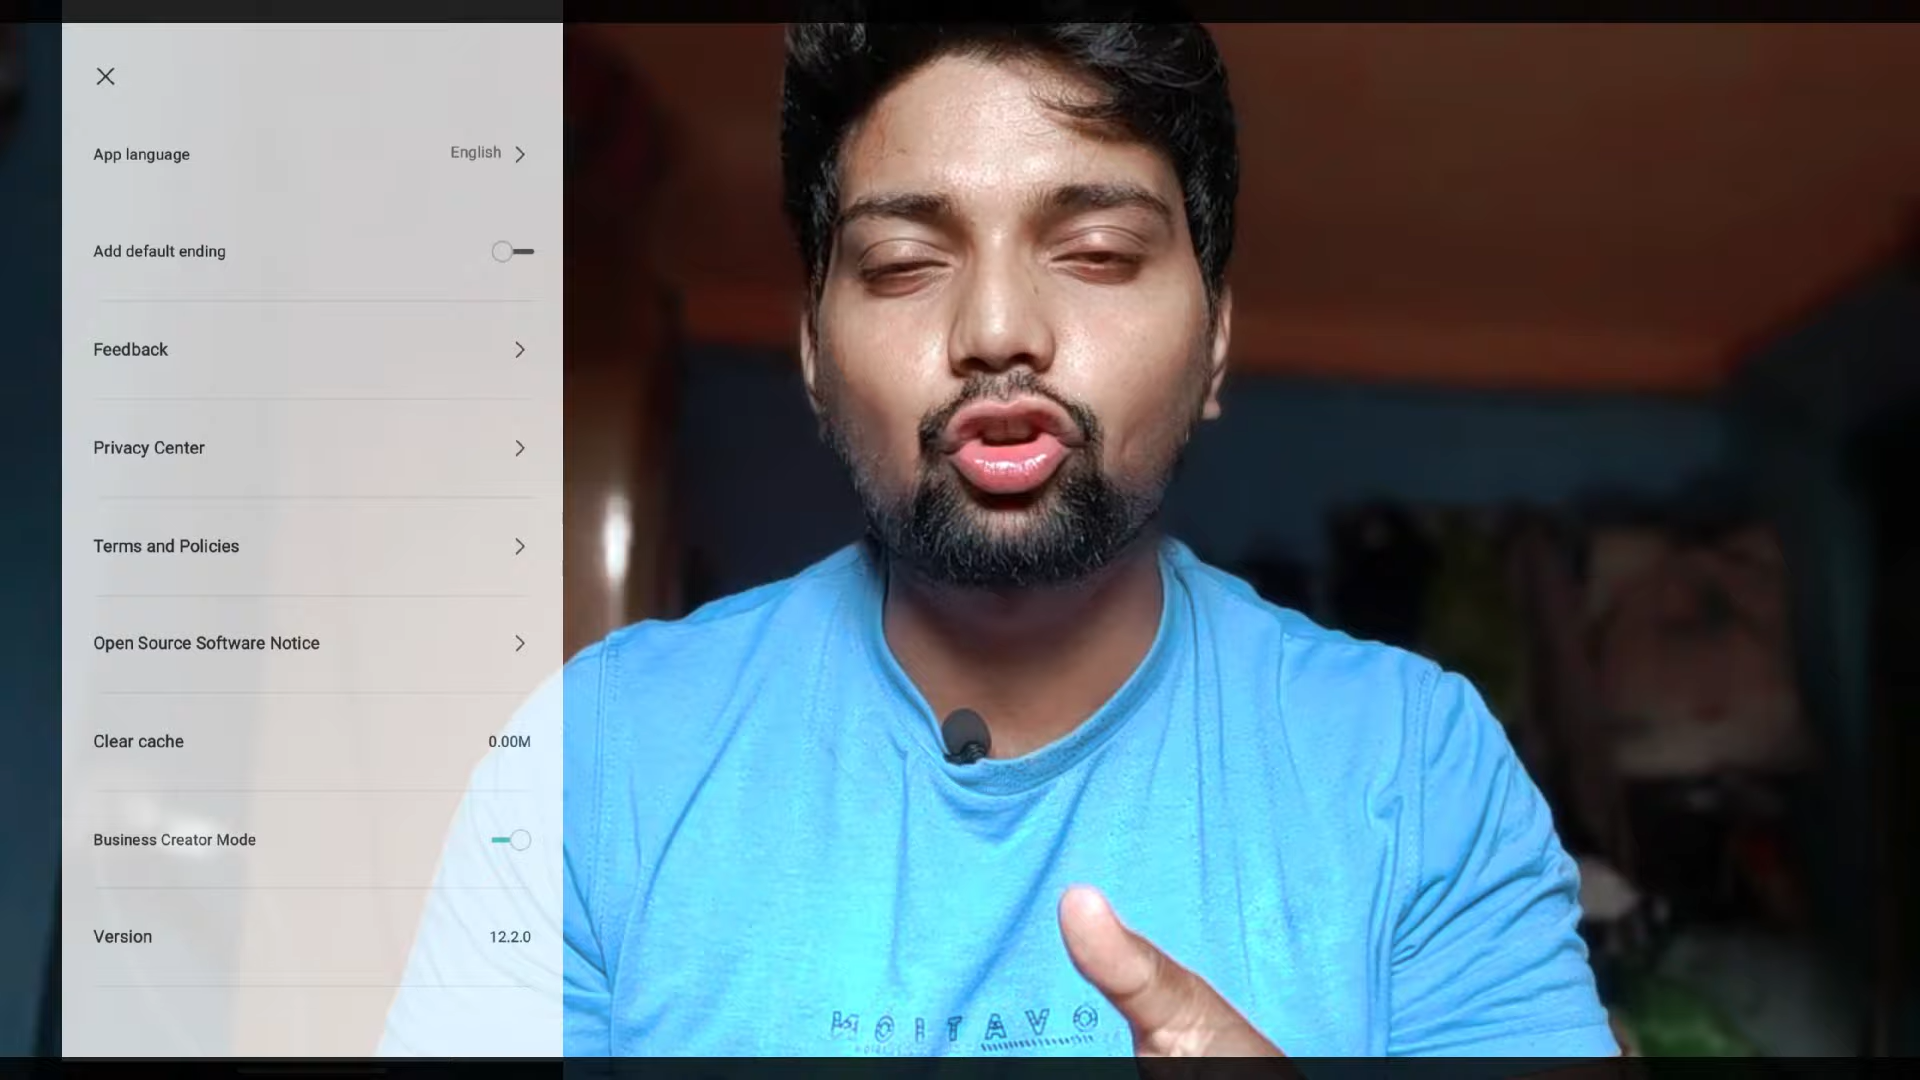 App language
English
Add default ending
Feedback
Privacy Center
Terms and Policies
Open Source Software Notice
Clear cache
0.00M
Business Creator Mode
Version
12.2.0